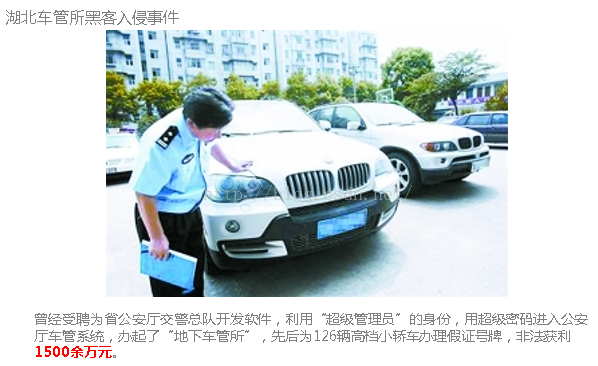 湖北车管所黑客入侵事件
曾经受聘为省公安厅交警总队开发软件，利用“超级管理员”的身份，用超级密码进入公安
厅车管系统，办起了“地下车管所”，先后为126辆高档小轿车办理假证号牌，非法获利
1500余万元。